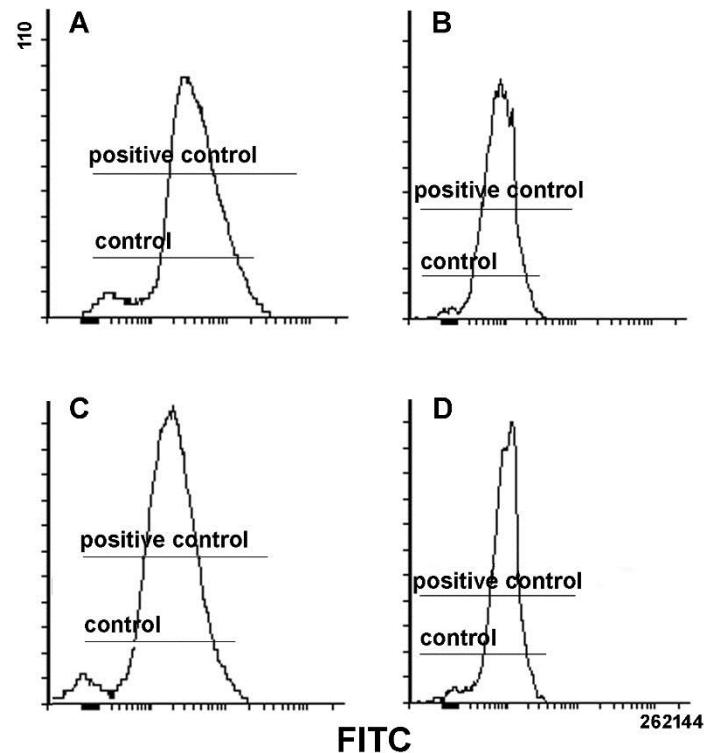 110
A
positive control
control
B
positive control
control
C
positive control
control
D
positive control
control
262144
FITC